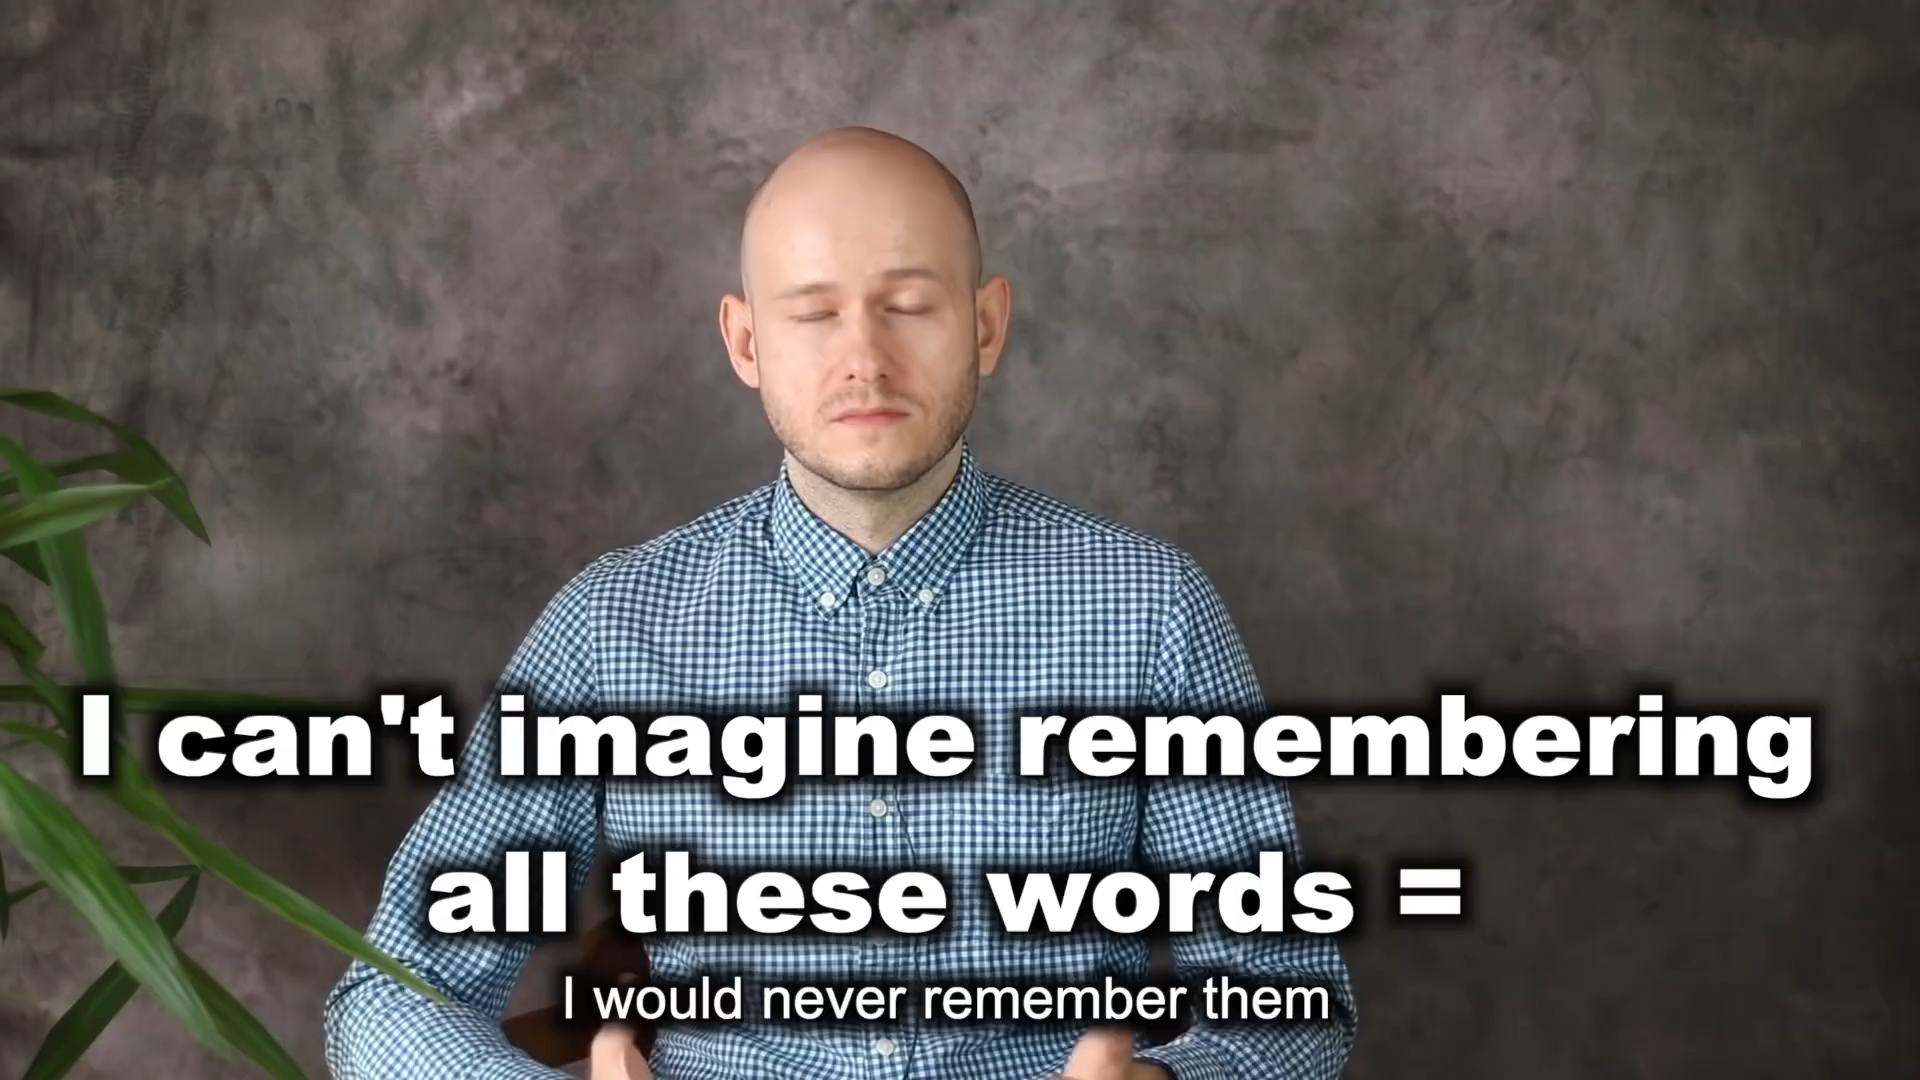 I can't imagine remembering
all these words =
I would never remember them